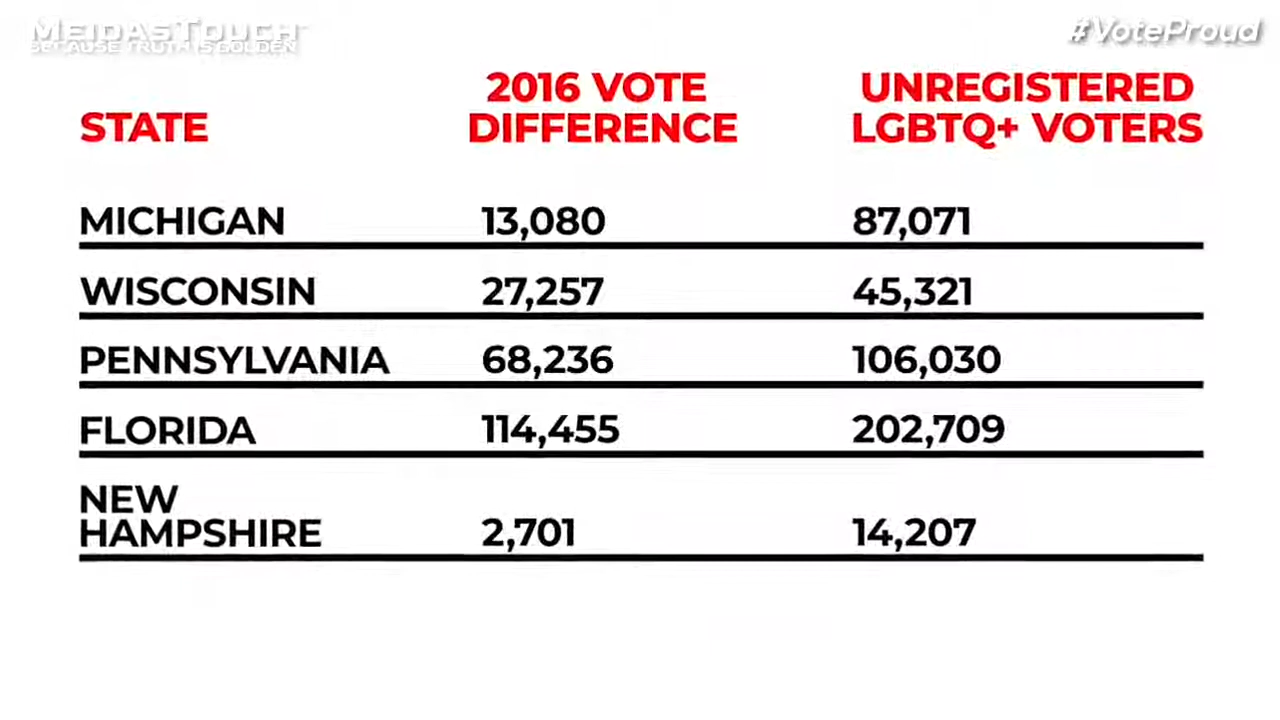 MEIDASTOUCH
BECAUSE TRUTH IS GOLDEN
#VoteProud
STATE
2016 VOTE
DIFFERENCE
UNREGISTERED
LGBTQ+ VOTERS
MICHIGAN 13,080 87,071
WISCONSIN 27,257 45,321
PENNSYLVANIA 68,236 106,030
FLORIDA 114,455 202,709
NEW
HAMPSHIRE 2,701 14,207